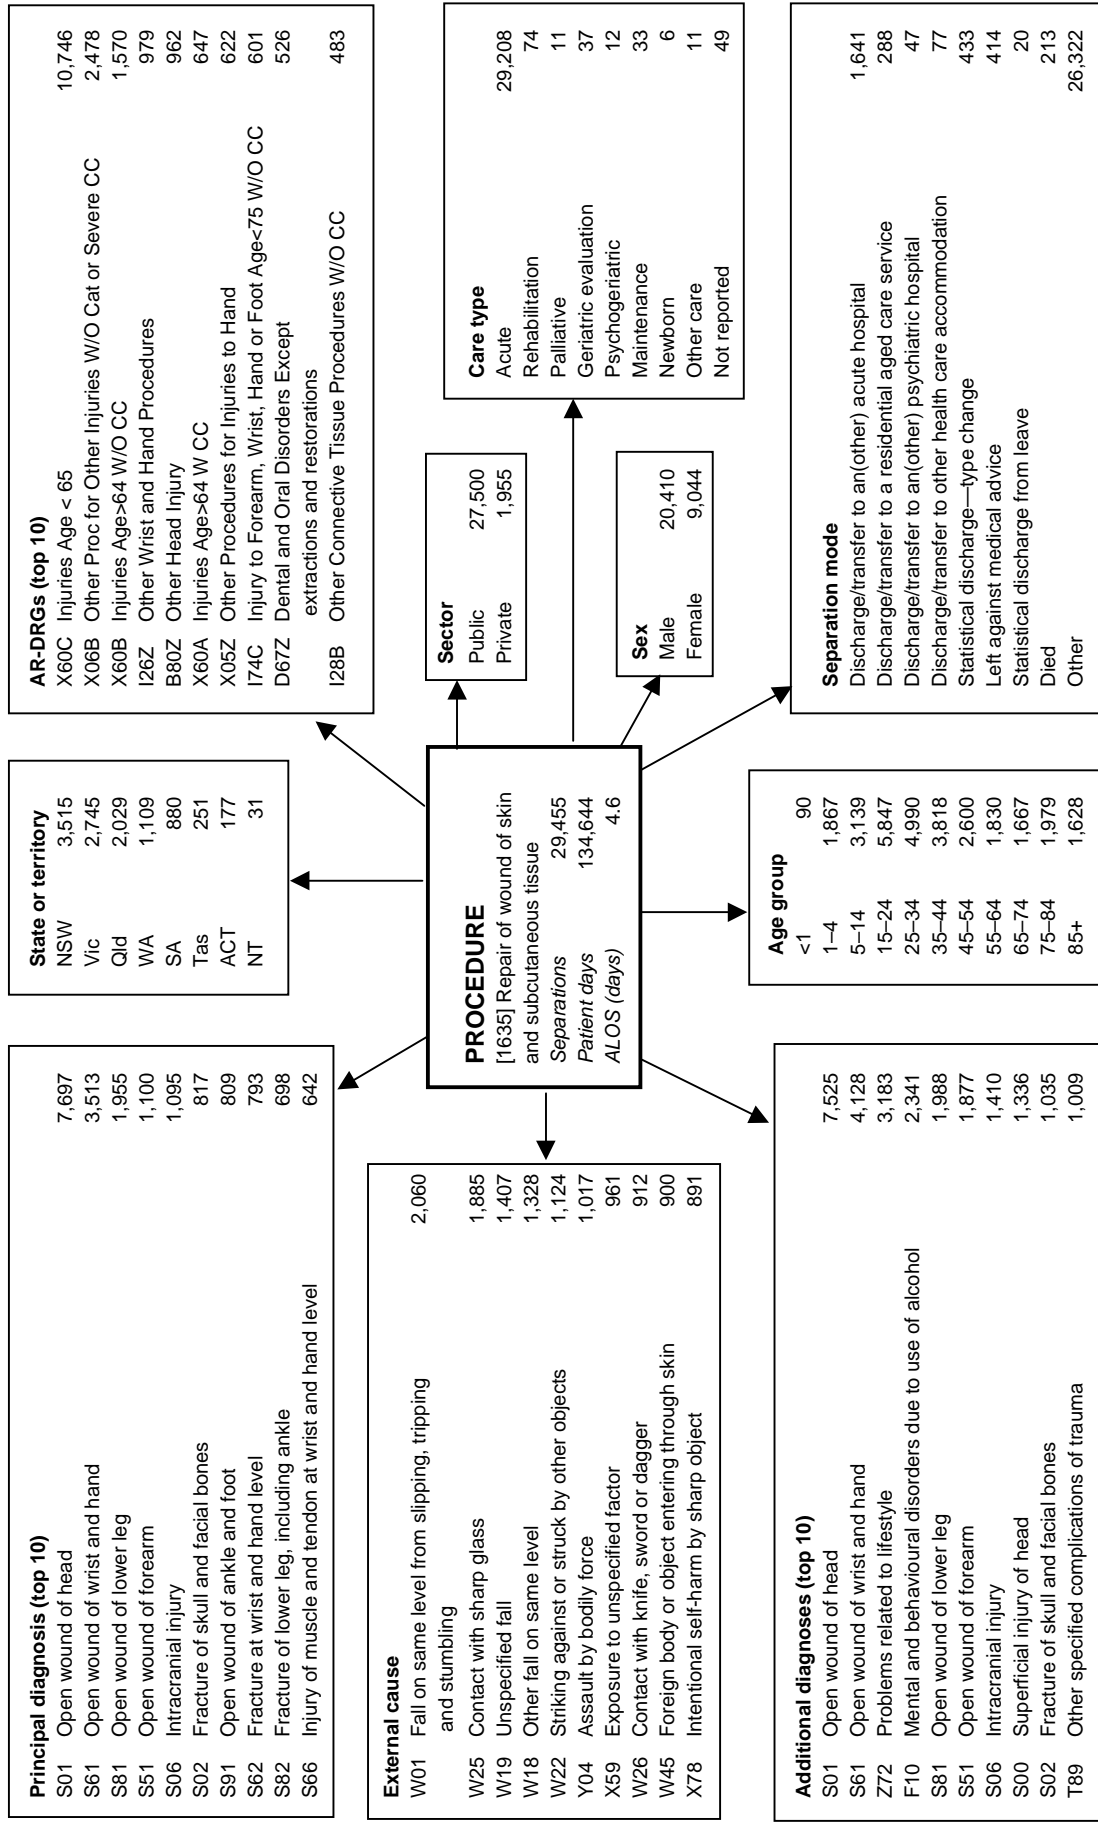 Principal diagnosis (top 10)
S01 Open wound of head 7,697
S61 Open wound of wrist and hand 3,513
S81 Open wound of lower leg 1,955
S51 Open wound of forearm 1,100
S06 Intracranial injury 1,095
S02 Fracture of skull and facial bones 817
S91 Open wound of ankle and foot 809
S62 Fracture at wrist and hand level 793
S82 Fracture of lower leg, including ankle 698
S66 Injury of muscle and tendon at wrist and hand level 642
State or territory
NSW 3,515
Vic 2,745
Qld 2,029
WA 1,109
SA 880
Tas 251
ACT 177
NT 31
AR-DRGs (top 10)
X60C Injuries Age < 65 10,746
X06B Other Proc for Other Injuries W/O Cat or Severe CC 2,478
X60B Injuries Age>64 W/O CC 1,570
I26Z Other Wrist and Hand Procedures 979
B80Z Other Head Injury 962
X60A Injuries Age>64 W CC 647
X05Z Other Procedures for Injuries to Hand 622
I74C Injury to Forearm, Wrist, Hand or Foot Age<75 W/O CC 601
D67Z Dental and Oral Disorders Except 526
extractions and restorations
I28B Other Connective Tissue Procedures W/O CC 483
External cause
W01 Fall on same level from slipping, tripping 2,060
and stumbling
W25 Contact with sharp glass 1,885
W19 Unspecified fall 1,407
W18 Other fall on same level 1,328
W22 Striking against or struck by other objects 1,124
Y04 Assault by bodily force 1,017
X59 Exposure to unspecified factor 961
W26 Contact with knife, sword or dagger 912
W45 Foreign body or object entering through skin 900
X78 Intentional self-harm by sharp object 891
PROCEDURE
[1635] Repair of wound of skin
and subcutaneous tissue
Separations 29,455
Patient days 134,644
ALOS (days) 4.6
Sector
Public 27,500
Private 1,955
Sex
Male 20,410
Female 9,044
Care type
Acute 29,208
Rehabilitation 74
Palliative 11
Geriatric evaluation 37
Psychogeriatric 12
Maintenance 33
Newborn 6
Other care 11
Not reported 49
Additional diagnoses (top 10)
S01 Open wound of head 7,525
S61 Open wound of wrist and hand 4,128
Z72 Problems related to lifestyle 3,183
F10 Mental and behavioural disorders due to use of alcohol 2,341
S81 Open wound of lower leg 1,988
S51 Open wound of forearm 1,877
S06 Intracranial injury 1,410
S00 Superficial injury of head 1,336
S02 Fracture of skull and facial bones 1,035
T89 Other specified complications of trauma 1,009
Age group
<1 90
1–4 1,867
5–14 3,139
15–24 5,847
25–34 4,990
35–44 3,818
45–54 2,600
55–64 1,830
65–74 1,667
75–84 1,979
85+ 1,628
Separation mode
Discharge/transfer to an(other) acute hospital 1,641
Discharge/transfer to a residential aged care service 288
Discharge/transfer to an(other) psychiatric hospital 47
Discharge/transfer to other health care accommodation 77
Statistical discharge—type change 433
Left against medical advice 414
Statistical discharge from leave 20
Died 213
Other 26,322